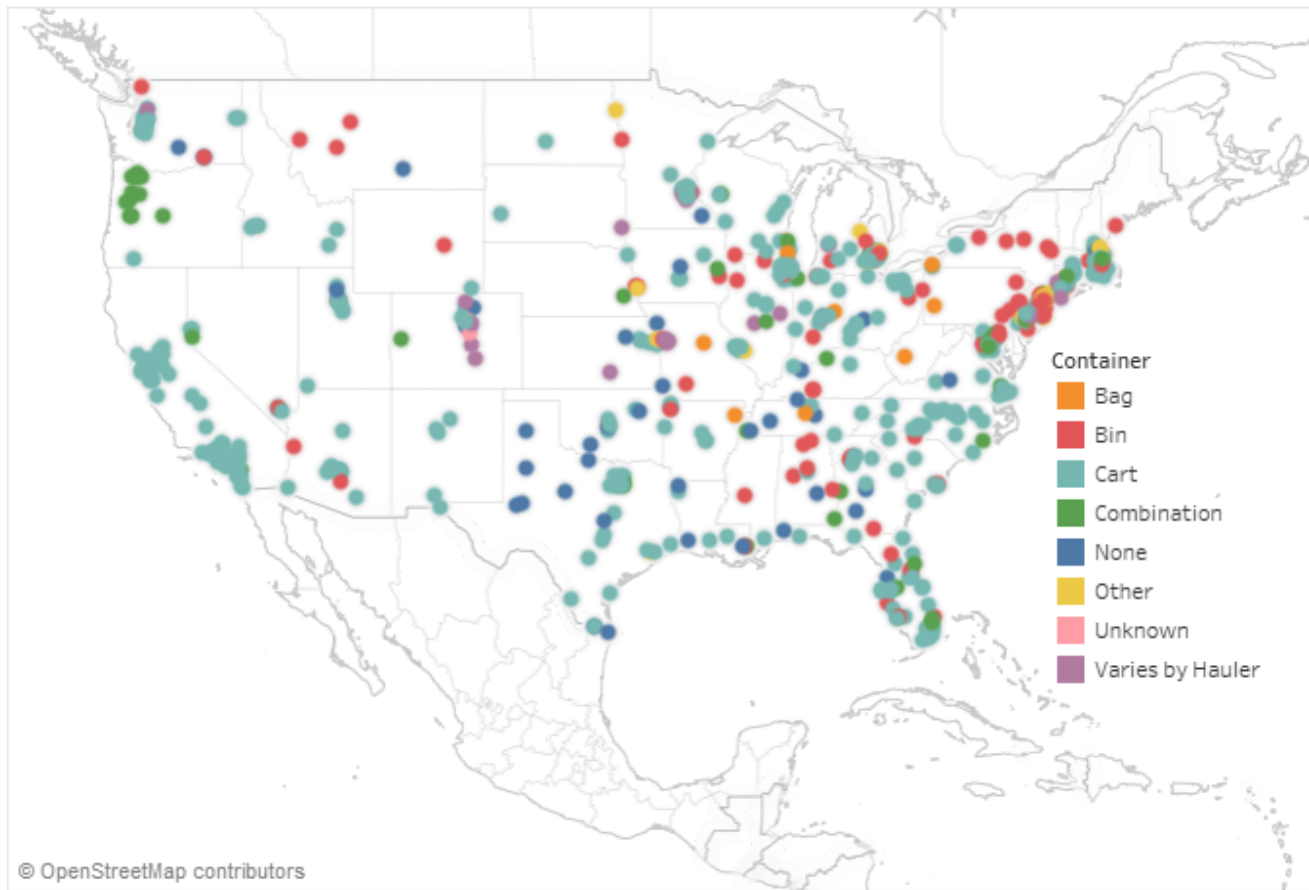 Container
Bag
Bin
Cart
Combination
None
Other
Unknown
Varies by Hauler
© OpenStreetMap contributors